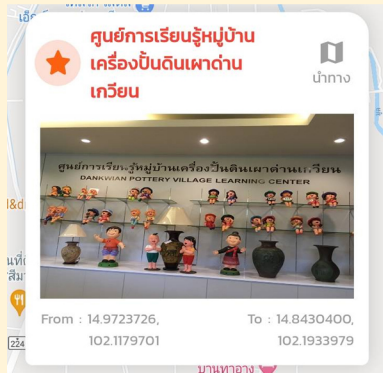 ศูนย์การเรียนรู้หมู่บ้าน
เครื่องปั้นดินเผาด่าน
เกวียน
นำทาง
ศูนย์การเรียนรู้หมู่บ้านเครื่องปั้นดินเผาด่านเกวียน
DANKWIAN POTTERY VILLAGE LEARNING CENTER
From : 14.9723726,
102.1179701
To : 14.8430400,
102.1933979
224
บ้านท่าอ่าง